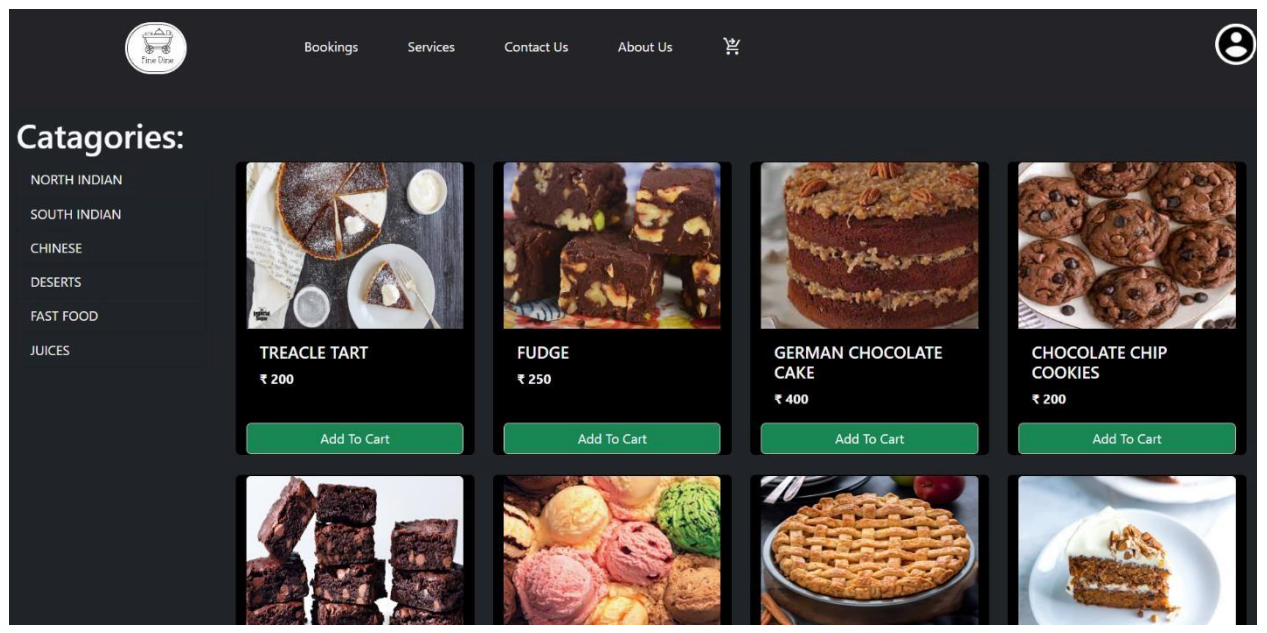 Fine Dine
Bookings
Services
Contact Us
About Us
Catagories:
NORTH INDIAN
SOUTH INDIAN
CHINESE
DESERTS
FAST FOOD
JUICES
Imperial
Sugar
TREACLE TART
₹ 200
Add To Cart
FUDGE
₹ 250
Add To Cart
GERMAN CHOCOLATE
CAKE
₹ 400
Add To Cart
CHOCOLATE CHIP
COOKIES
₹ 200
Add To Cart